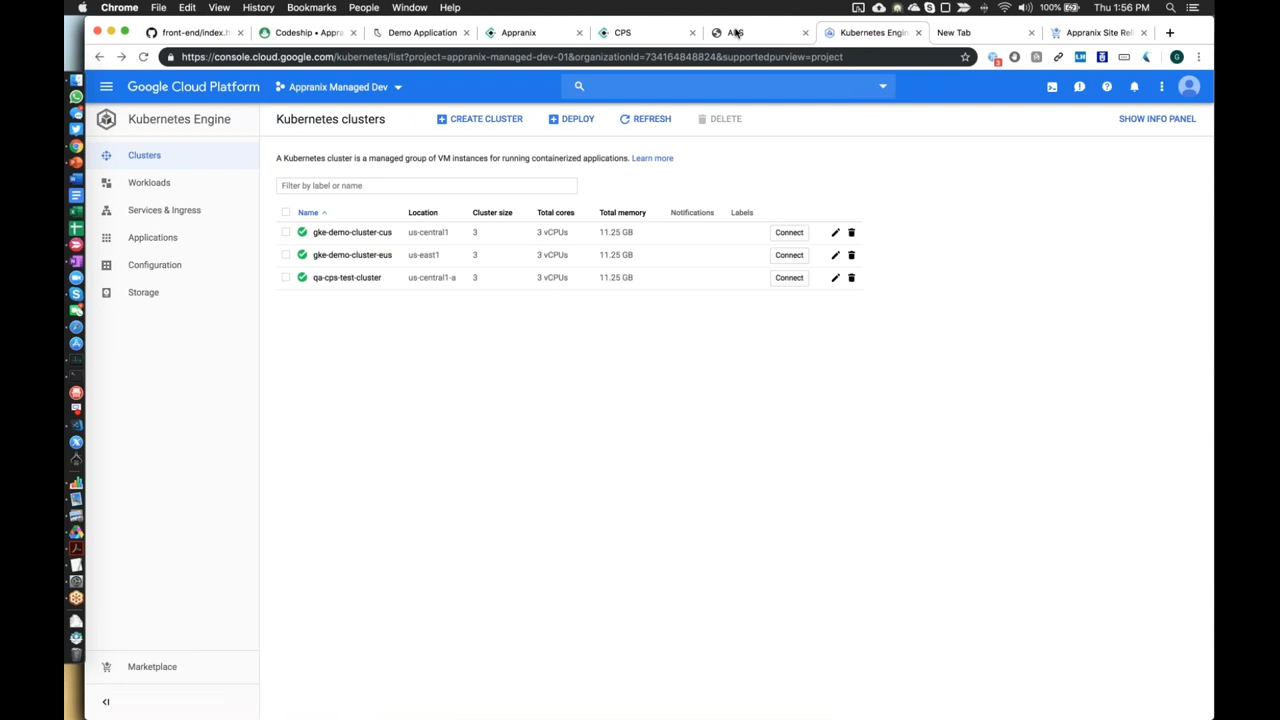 Chrome File Edit View History Bookmarks People Window Help 100% Thu 1:56 PM
front-end/index.h Codeship – Appra Demo Application Appranix CPS Kubernetes Engin New Tab Appranix Site Reli
https://console.cloud.google.com/kubernetes/list?project=appranix-managed-dev-01&organizationId=734164848824&supportedpurview=project
3
G
LH
Google Cloud Platform Appranix Managed Dev
Kubernetes Engine Kubernetes clusters CREATE CLUSTER DEPLOY REFRESH DELETE SHOW INFO PANEL
Clusters
Workloads
Services & Ingress
Applications
Configuration
Storage
A Kubernetes cluster is a managed group of VM instances for running containerized applications. Learn more
Filter by label or name
Name Location Cluster size Total cores Total memory Notifications Labels
gke-demo-cluster-cus us-central1 3 3 vCPUs 11.25 GB Connect
gke-demo-cluster-eus us-east1 3 3 vCPUs 11.25 GB Connect
qa-cps-test-cluster us-central1-a 3 3 vCPUs 11.25 GB Connect
Marketplace